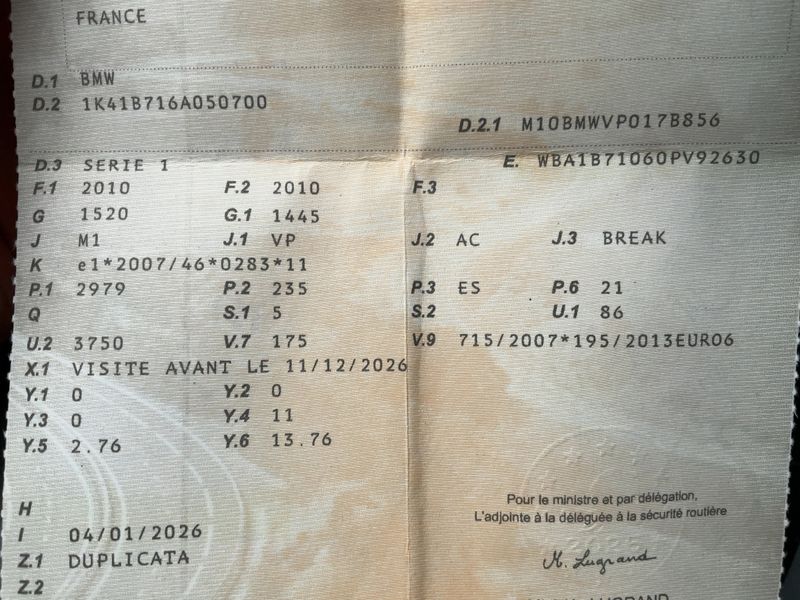 FRANCE
D.1 BMW
D.2 1K41B716A050700
D.2.1 M10BMWVP017B856
D.3 SERIE 1 E. WBA1B71060PV92630
F.1 2010 F.2 2010 F.3
G 1520 G.1 1445
J M1 J.1 VP J.2 AC J.3 BREAK
K e1*2007/46*0283*11
P.1 2979 P.2 235 P.3 ES P.6 21
Q S.1 5 S.2 U.1 86
U.2 3750 V.7 175 V.9 715/2007*195/2013EURO6
X.1 VISITE AVANT LE 11/12/2026
Y.1 0 Y.2 0
Y.3 0 Y.4 11
Y.5 2.76 Y.6 13.76
Pour le ministre et par délégation,
L'adjointe à la déléguée à la sécurité routière
H
I 04/01/2026
Z.1 DUPLICATA
M. Lugrand
Z.2
LUGRAND